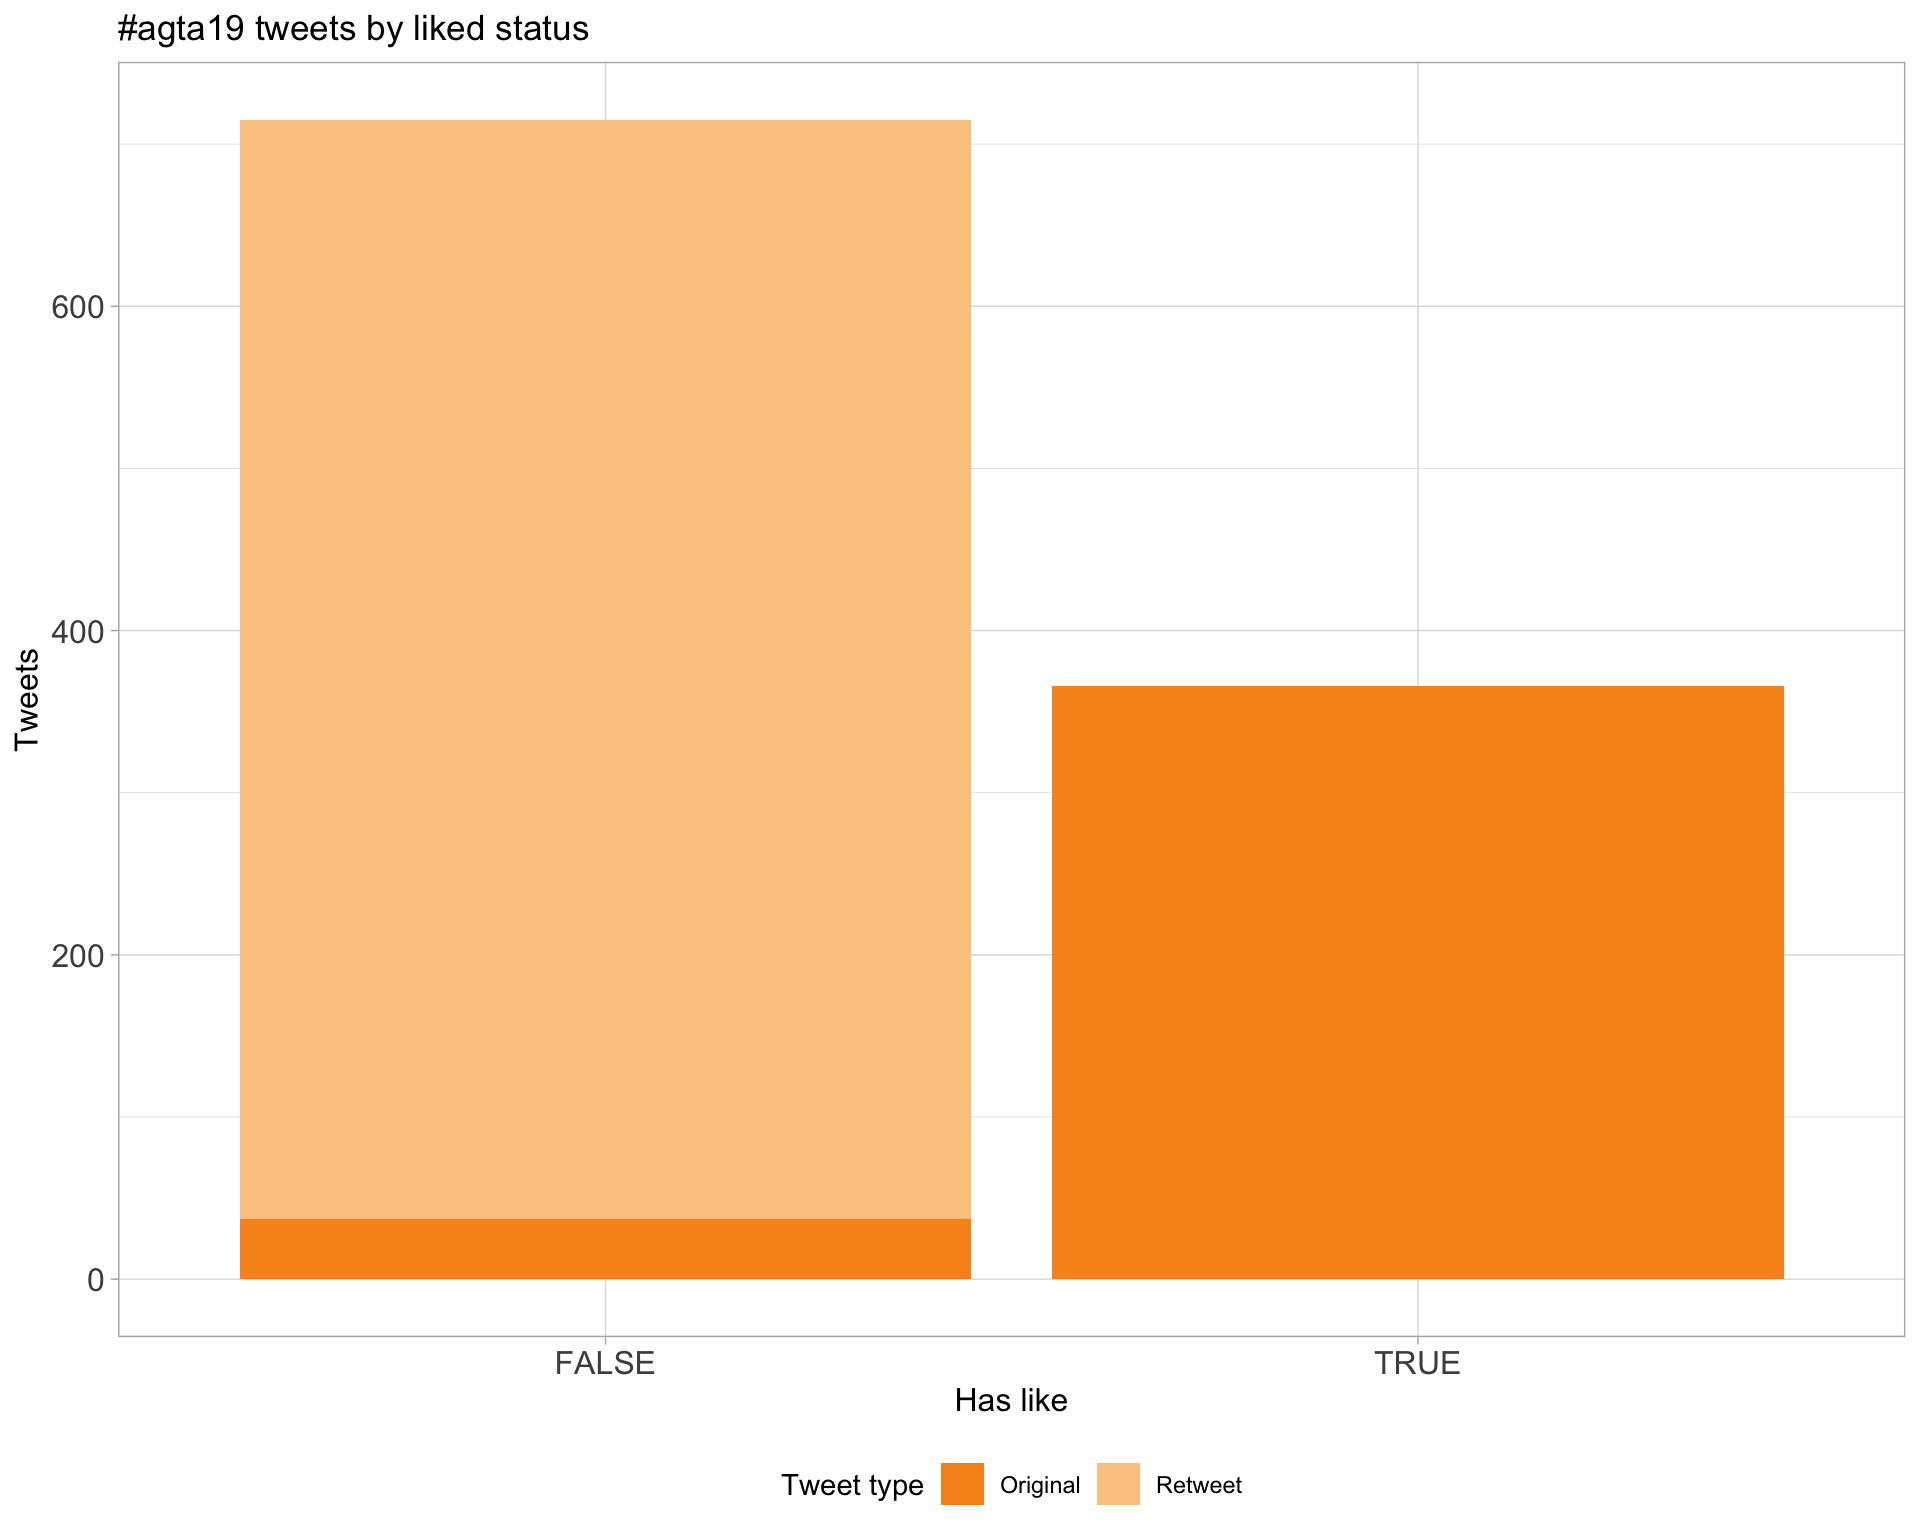 #agta19 tweets by liked status
Tweets
600
400
200
0
FALSE
TRUE
Has like
Tweet type
Original
Retweet